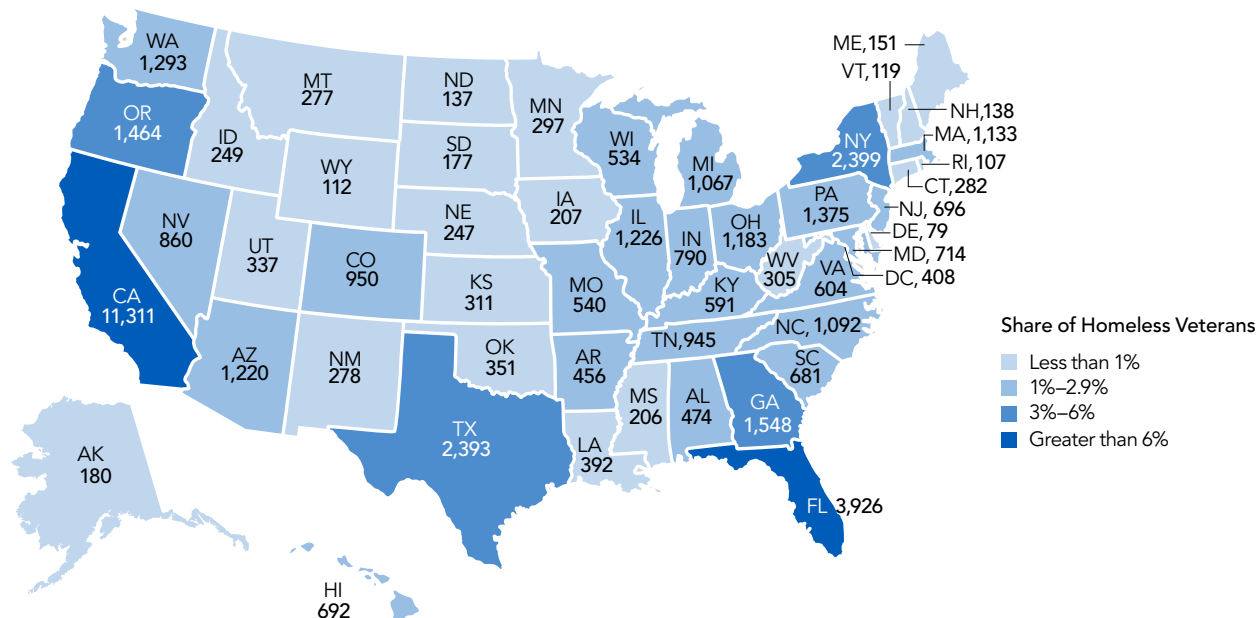 WA
1,293
OR
1,464
CA
11,311
ID
249
NV
860
MT
277
WY
112
UT
337
AZ
1,220
CO
950
NM
278
ND
137
SD
177
NE
247
KS
311
OK
351
TX
2,393
MN
297
IA
207
MO
540
AR
456
LA
392
WI
534
IL
1,226
MI
1,067
IN
790
OH
1,183
KY
591
TN,945
MS
206
AL
474
GA
1,548
FL 3,926
SC
681
NC, 1,092
VA
604
WV
305
PA
1,375
NY
2,399
ME,151
VT, 119
NH,138
MA, 1,133
RI, 107
CT, 282
NJ, 696
DE, 79
MD, 714
DC, 408
AK
180
HI
692
Share of Homeless Veterans
Less than 1%
1%–2.9%
3%–6%
Greater than 6%